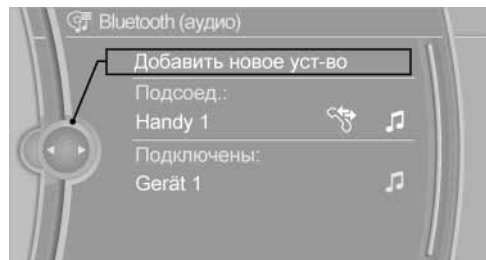 Bluetooth (аудио)
Добавить новое уст-во
Подсоед.:
Handy 1
Подключены:
Gerät 1